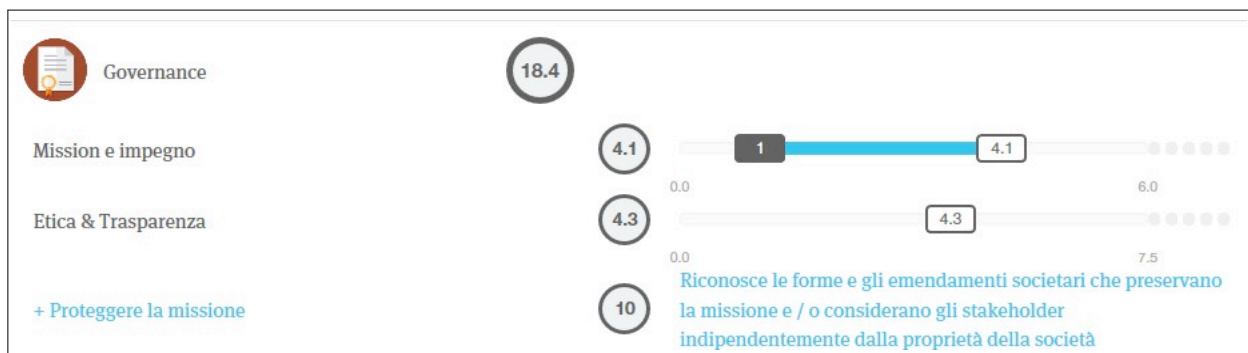 Governance 18.4
Mission e impegno 4.1 1 4.1
0.0 6.0
Etica & Trasparenza 4.3 4.3
0.0 7.5
+ Proteggere la missione 10 Riconosce le forme e gli emendamenti societari che preservano
la missione e / o considerano gli stakeholder
indipendentemente dalla proprietà della società